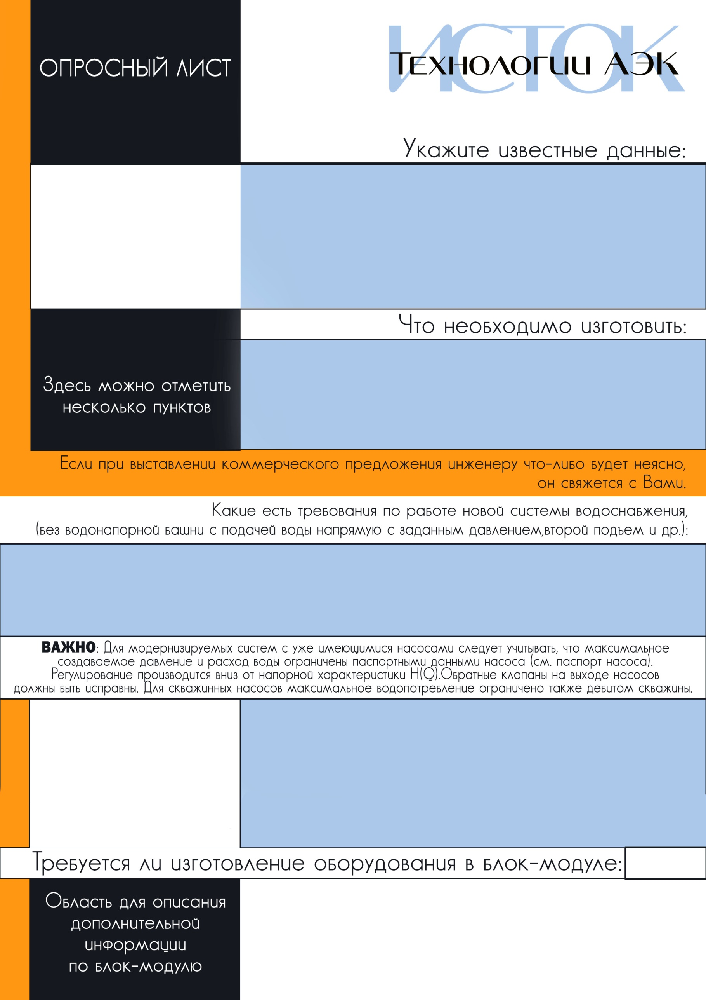 ОПРОСНЫЙ ЛИСТ
ИСТОК
ТЕХНОЛОГИИ АЭК
Укажите известные данные:
Что необходимо изготовить:
Здесь можно отметить
несколько пунктов
Если при выставлении коммерческого предложения инженеру что-либо будет неясно,
он свяжется с Вами.
Какие есть требования по работе новой системы водоснабжения,
(без водонапорной башни с подачей воды напрямую с заданным давлением,второй подъем и др.):
ВАЖНО: Для модернизируемых систем с уже имеющимися насосами следует учитывать, что максимальное
создаваемое давление и расход воды ограничены паспортными данными насоса (см. паспорт насоса).
Регулирование производится вниз от напорной характеристики H(Q).Обратные клапаны на выходе насосов
должны быть исправны. Для скважинных насосов максимальное водопотребление ограничено также дебитом скважины.
Требуется ли изготовление оборудования в блок-модуле:
Область для описания
дополнительной
информации
по блок-модулю